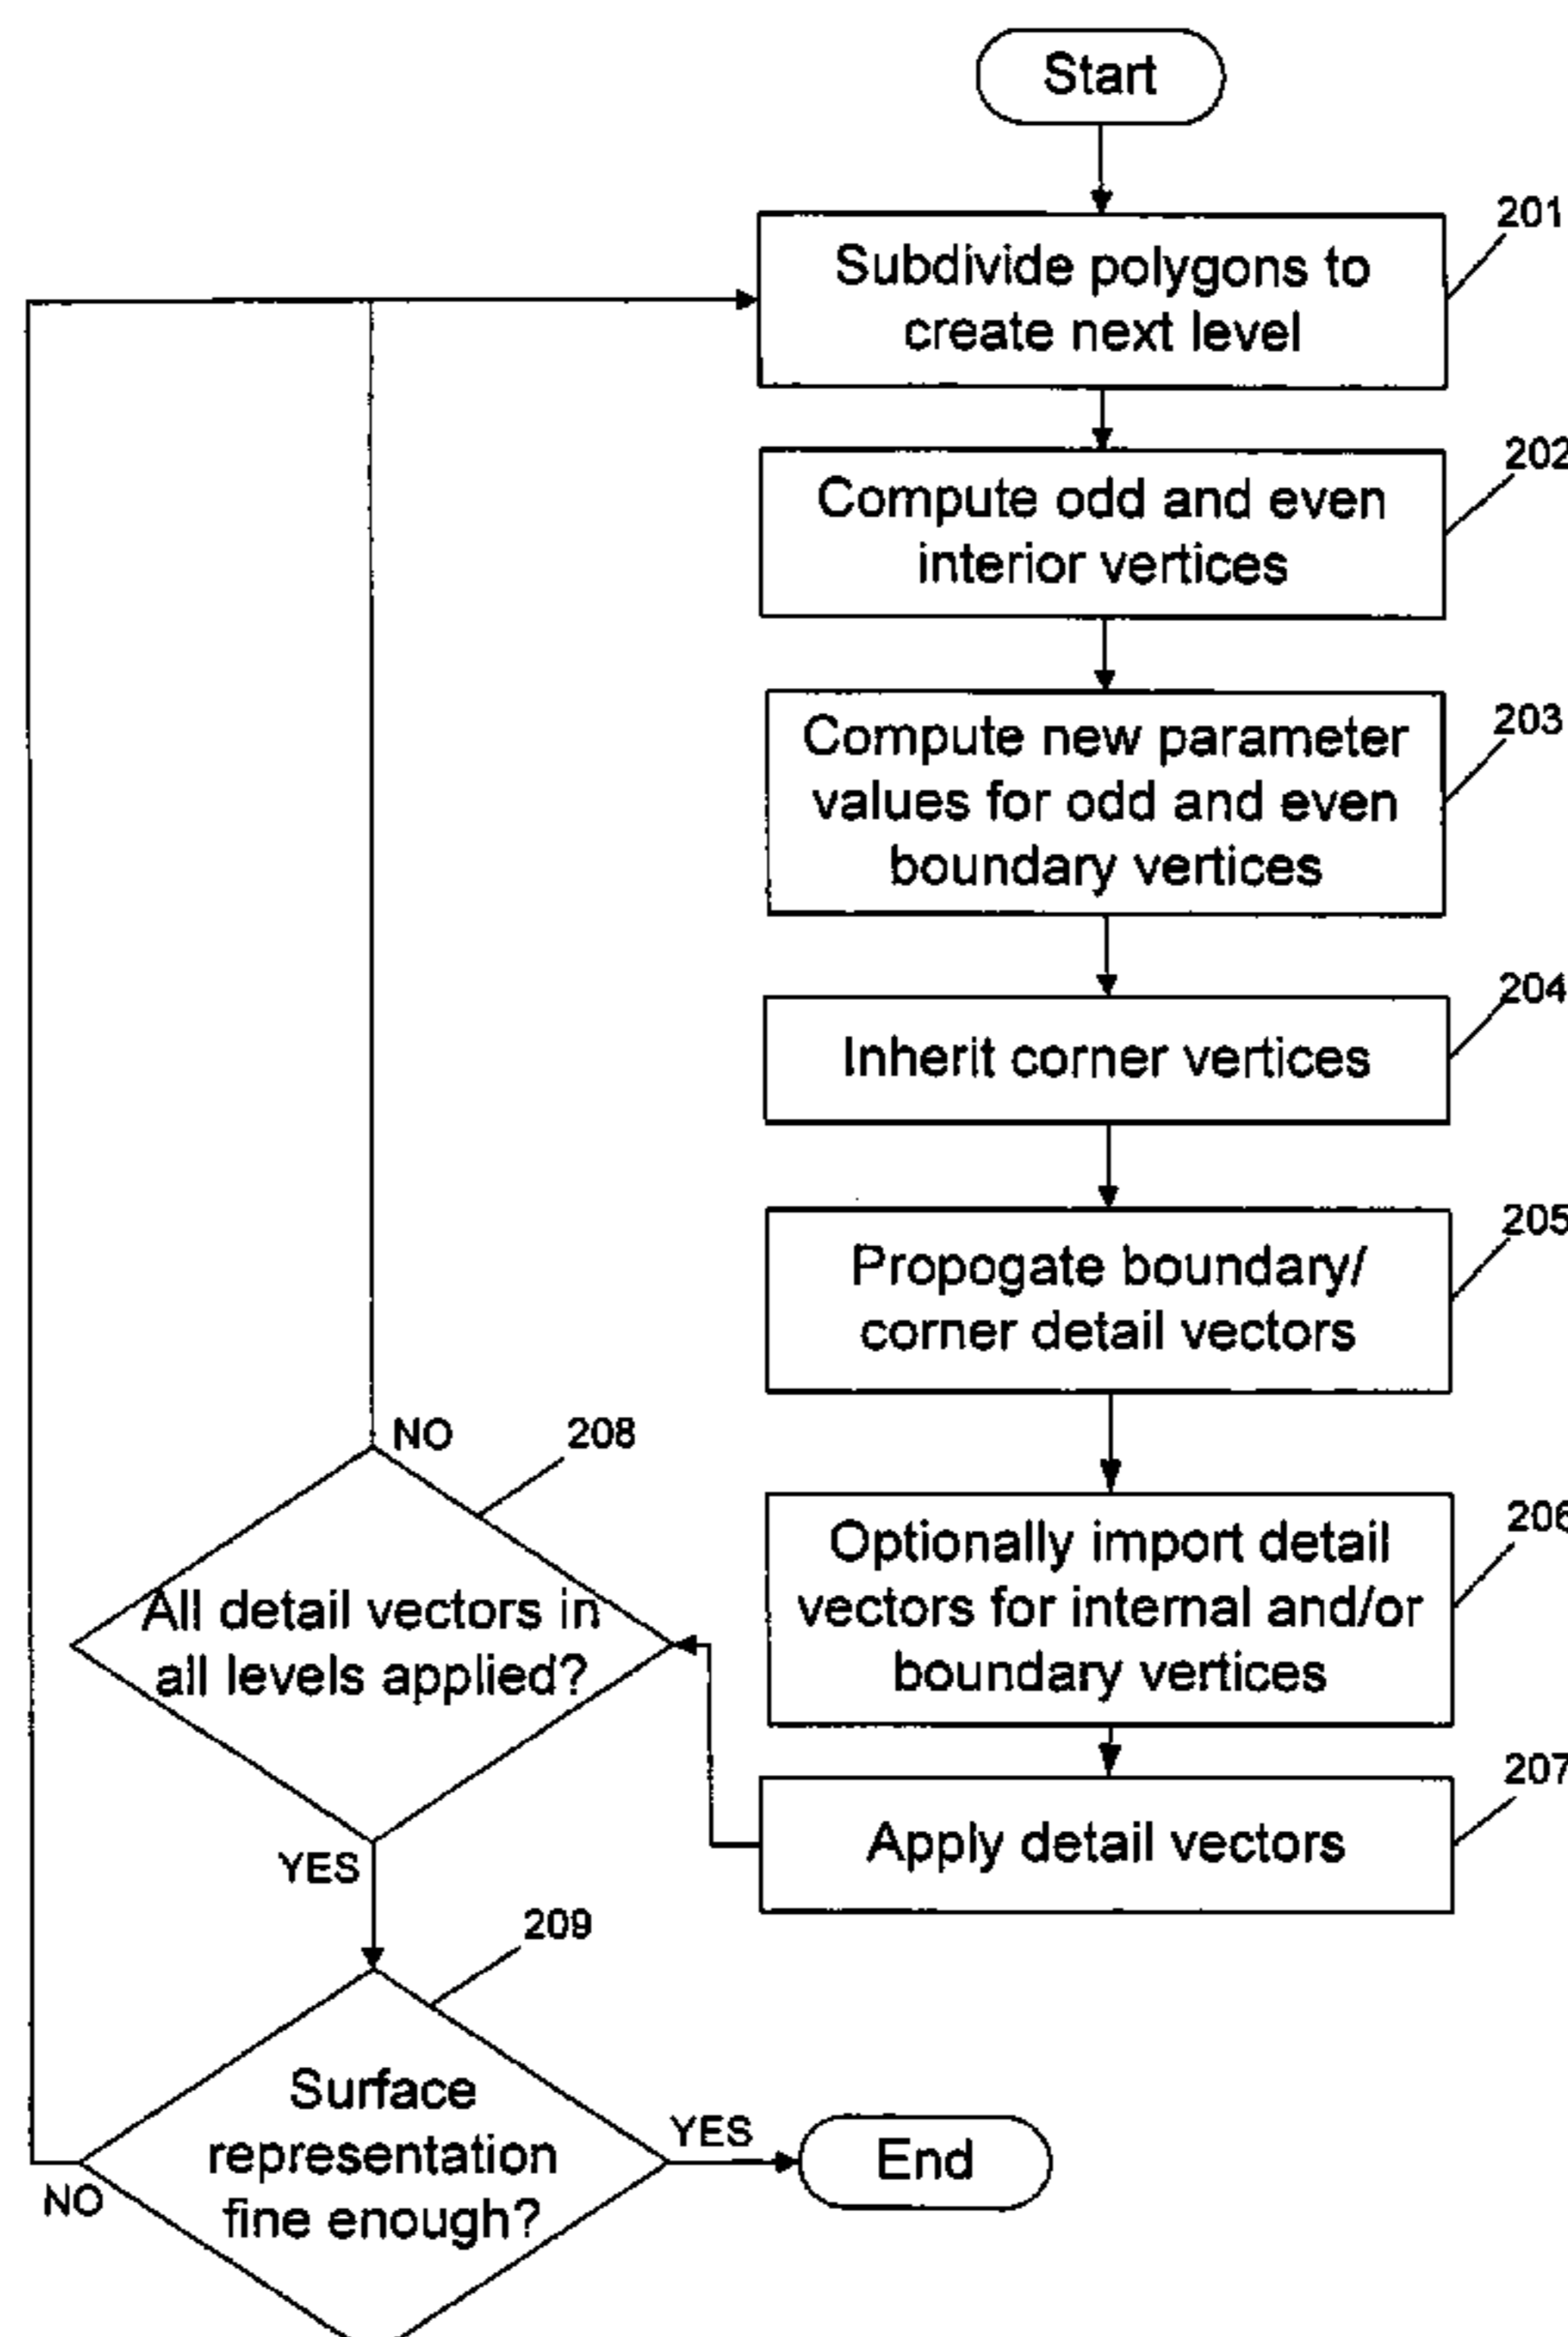 Start
201
Subdivide polygons to
create next level
202
Compute odd and even
interior vertices
203
Compute new parameter
values for odd and even
boundary vertices
204
Inherit corner vertices
205
Propogate boundary/
corner detail vectors
206
Optionally import detail
vectors for internal and/or
boundary vertices
207
Apply detail vectors
NO
208
All detail vectors in
all levels applied?
YES
209
Surface
representation
fine enough?
NO
YES
End